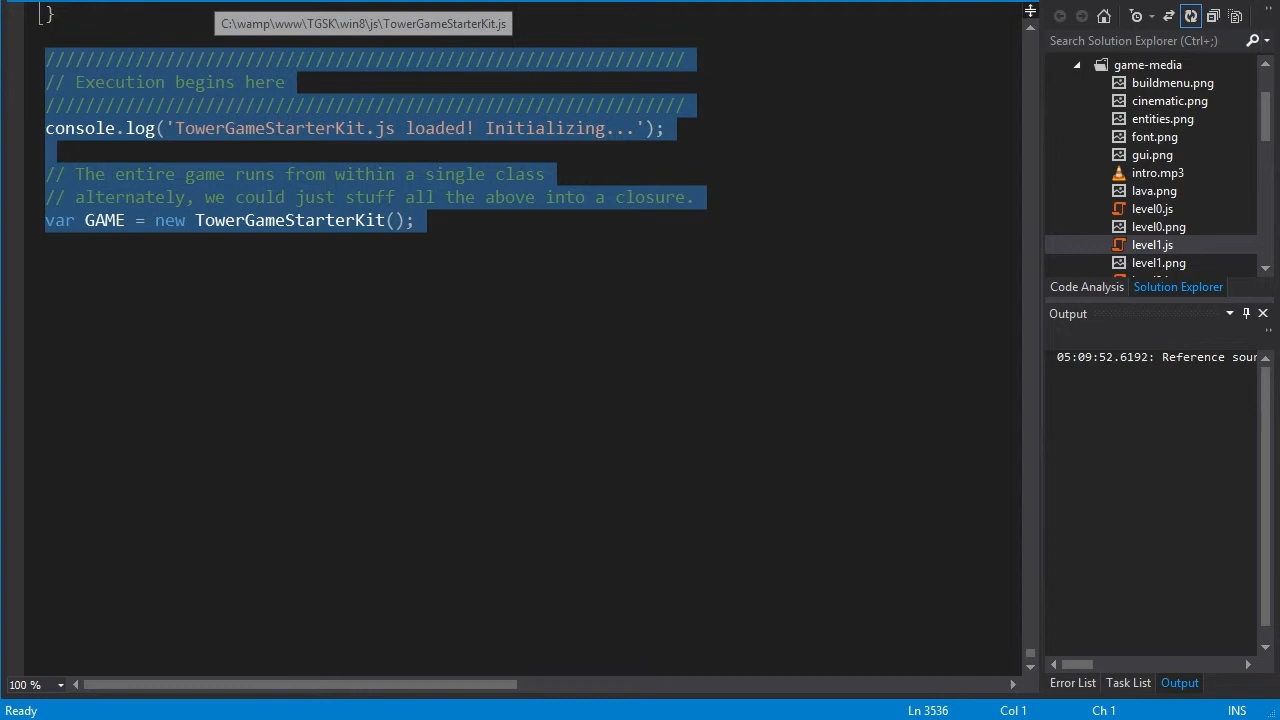 }
C:\wamp\www\TGSK\win8\js\TowerGameStarterKit.js
////////////////////////////////////////////////////////////////
// Execution begins here
////////////////////////////////////////////////////////////////
console.log('TowerGameStarterKit.js loaded! Initializing...');
// The entire game runs from within a single class
// alternately, we could just stuff all the above into a closure.
var GAME = new TowerGameStarterKit();
100 %
Search Solution Explorer (Ctrl+;)
game-media
buildmenu.png
cinematic.png
entities.png
font.png
gui.png
intro.mp3
lava.png
level0.js
level0.png
level1.js
level1.png
Code Analysis Solution Explorer
Output
05:09:52.6192: Reference sour
Error List Task List Output
Ready Ln 3536 Col 1 Ch 1 INS